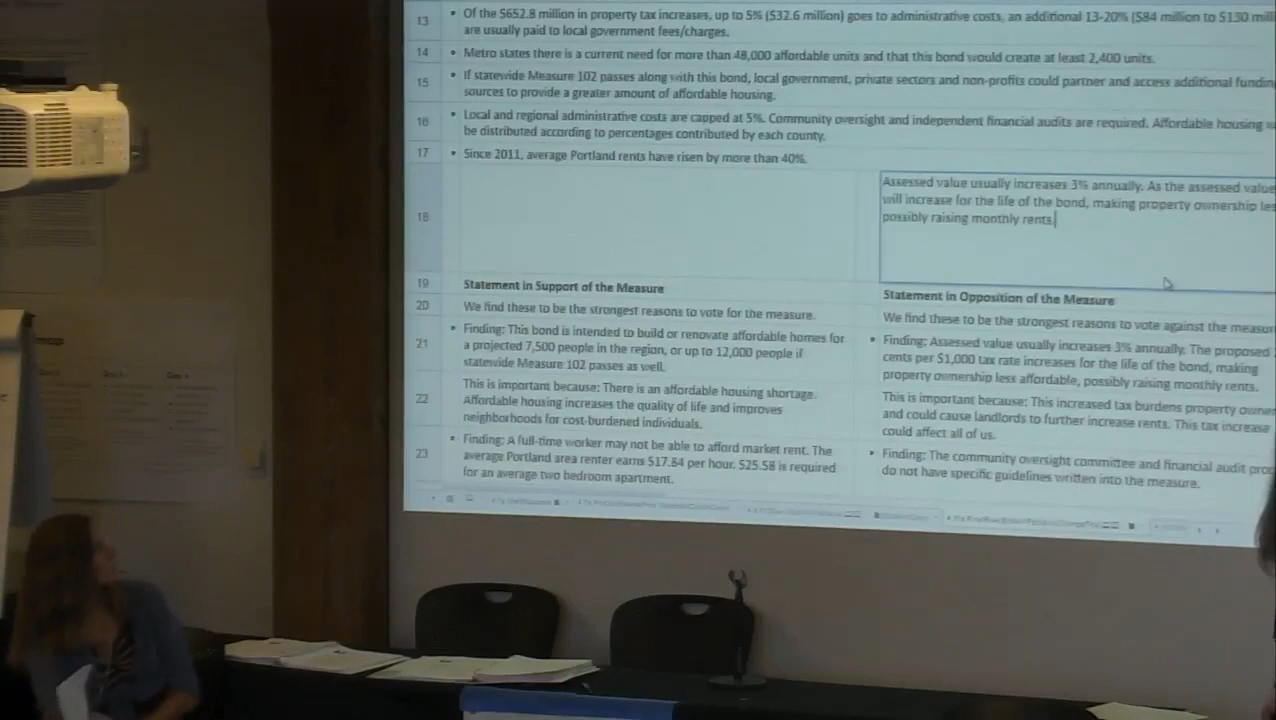 13 • Of the $652.8 million in property tax increases, up to 5% ($32.6 million) goes to administrative costs, an additional 13-20% ($84 million to $130
are usually paid to local government fees/charges.
14 • Metro states there is a current need for more than 48,000 affordable units and that this bond would create at least 2,400 units.
15 • If statewide Measure 102 passes along with this bond, local government, private sectors and non-profits could partner and access additional
sources to provide a greater amount of affordable housing.
16 • Local and regional administrative costs are capped at 5%. Community oversight and independent financial audits are required. Affordable housing
be distributed according to percentages contributed by each county.
17 • Since 2011, average Portland rents have risen by more than 40%.
18
Assessed value usually increases 3% annually. As the assessed value
will increase for the life of the bond, making property ownership
possibly raising monthly rents.
19 Statement in Support of the Measure
20 We find these to be the strongest reasons to vote for the measure.
21 • Finding: This bond is intended to build or renovate affordable homes for
a projected 7,500 people in the region, or up to 12,000 people if
statewide Measure 102 passes as well.
22 This is important because: There is an affordable housing shortage.
Affordable housing increases the quality of life and improves
neighborhoods for cost-burdened individuals.
23 • Finding: A full-time worker may not be able to afford market rent. The
average Portland area renter earns $17.84 per hour. $25.58 is required
for an average two bedroom apartment.
Statement in Opposition of the Measure
We find these to be the strongest reasons to vote against the
• Finding: Assessed value usually increases 3% annually. The proposed
cents per $1,000 tax rate increases for the life of the bond, making
property ownership less affordable, possibly raising monthly rents.
This is important because: This increased tax burdens property
and could cause landlords to further increase rents. This tax increase
could affect all of us.
• Finding: The community oversight committee and financial audit
do not have specific guidelines written into the measure.